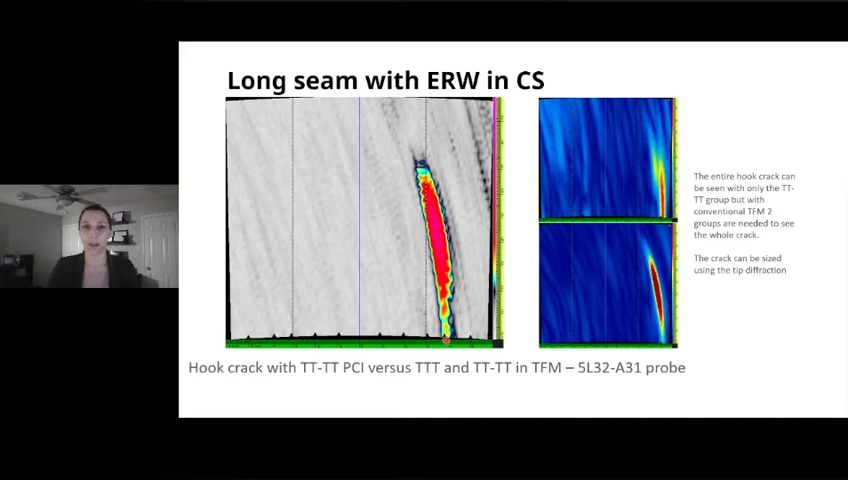 Long seam with ERW in CS
The entire hook crack can
be seen with only the TT-
TT group but with
conventional TFM 2
groups are needed to see
the whole crack.
The crack can be sized
using the tip diffraction
Hook crack with TT-TT PCI versus TTT and TT-TT in TFM – 5L32-A31 probe